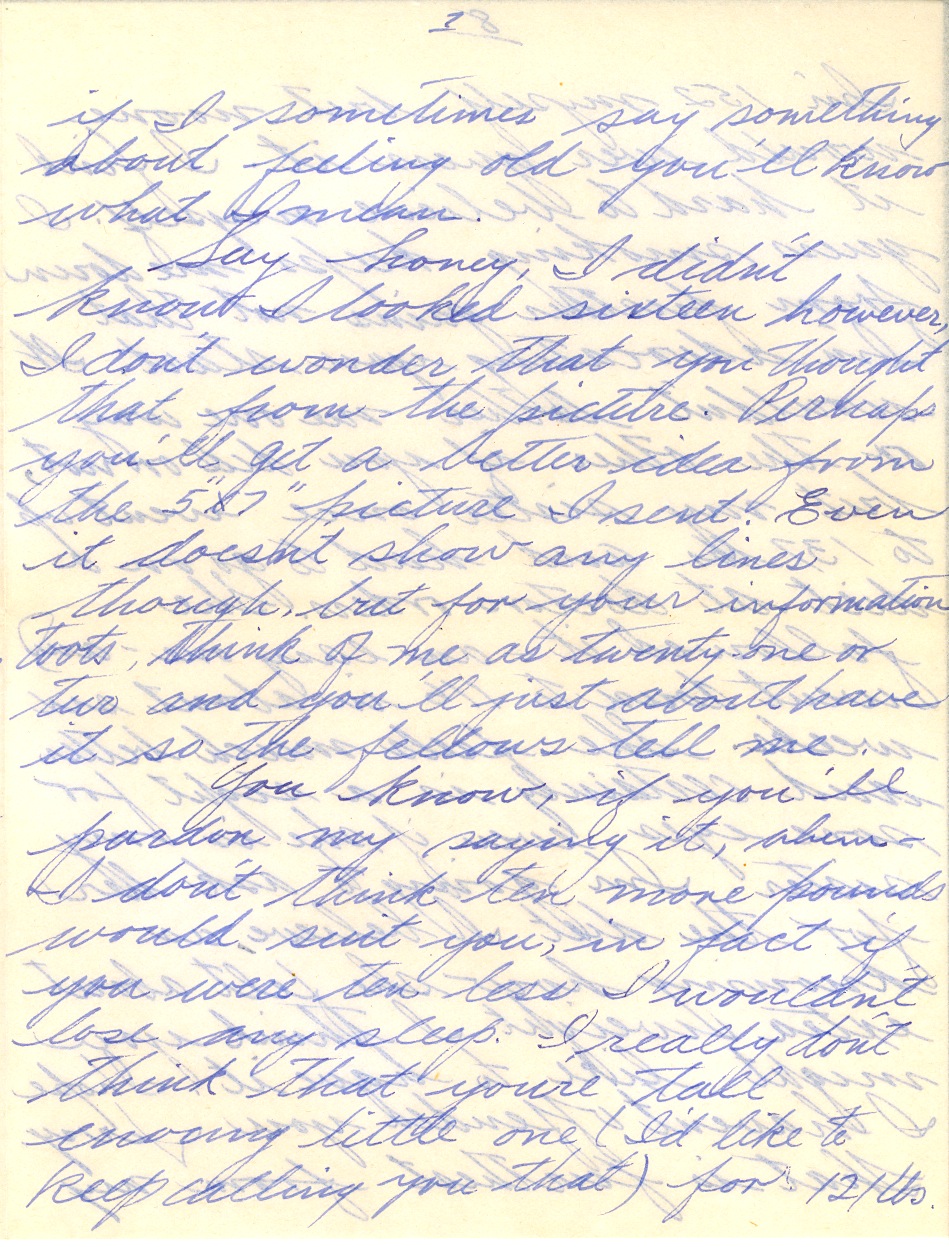 7
if I sometimes say something
about feeling old you'll know
what I mean.
Say honey, I didn't
know I looked sixteen however,
I don't wonder that you thought
that from the picture. Perhaps
you'll get a better idea from
the 5"x7" picture I sent. Even
it doesn't show any lines
though, but for your information
toots, think of me as twenty-one or
two and you'll just about have
it so the fellows tell me.
You know, if you'll
pardon my saying it, ahem-
I don't think ten more pounds
would suit you, in fact if
you were ten less I wouldn't
lose any sleep. I really don't
think that you're tall
enough little one (I'd like to
keep calling you that) for 121 lbs.